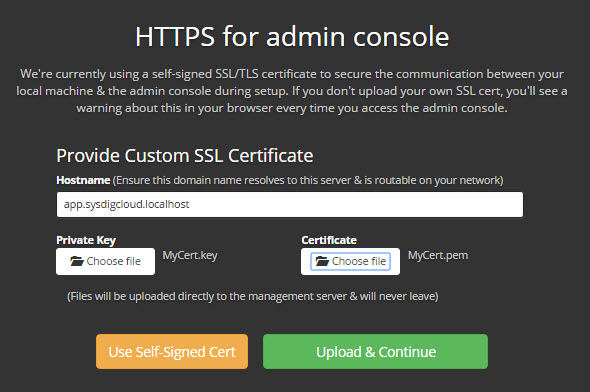 HTTPS for admin console
We're currently using a self-signed SSL/TLS certificate to secure the communication between your
local machine & the admin console during setup. If you don't upload your own SSL cert, you'll see a
warning about this in your browser every time you access the admin console.
Provide Custom SSL Certificate
Hostname (Ensure this domain name resolves to this server & is routable on your network)
app.sysdigcloud.localhost
Private Key
Choose file MyCert.key
Certificate
Choose file MyCert.pem
(Files will be uploaded directly to the management server & will never leave)
Use Self-Signed Cert
Upload & Continue